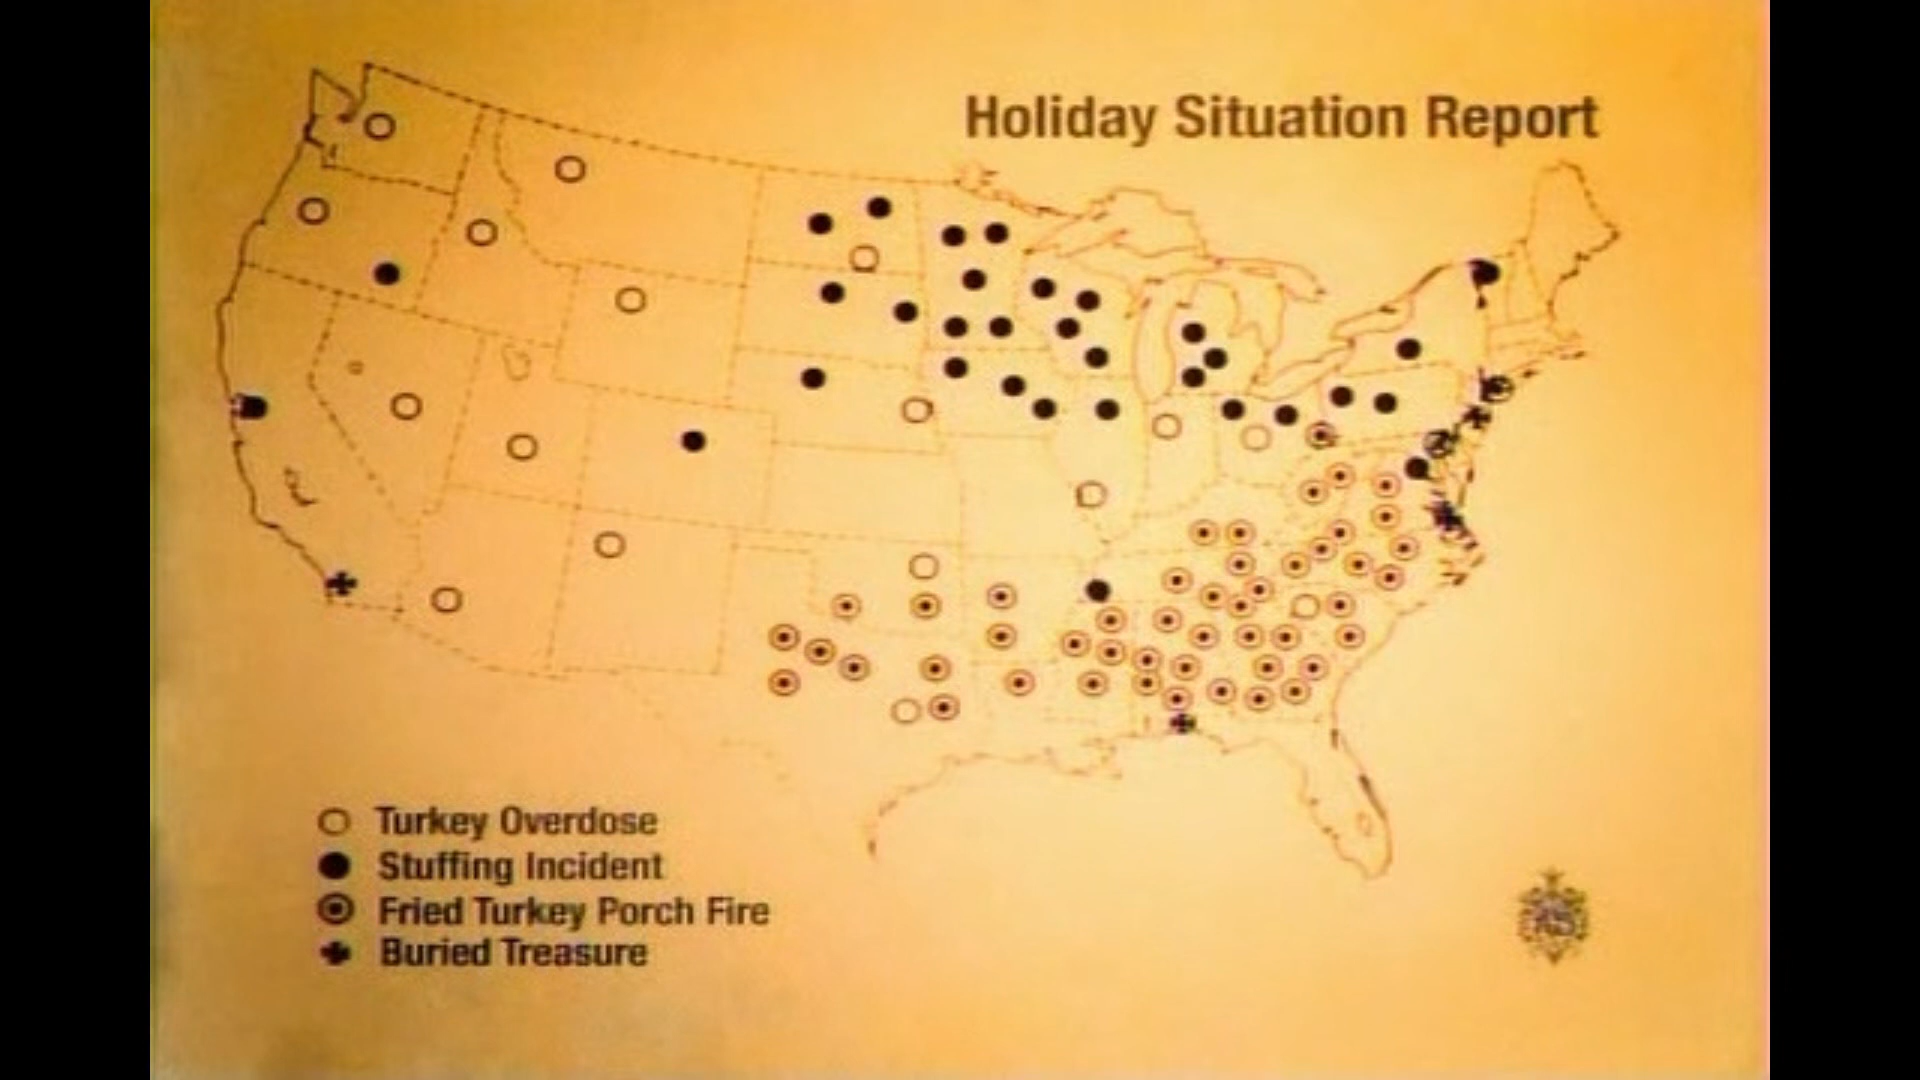 Holiday Situation Report
Turkey Overdose
Stuffing Incident
Fried Turkey Porch Fire
Buried Treasure